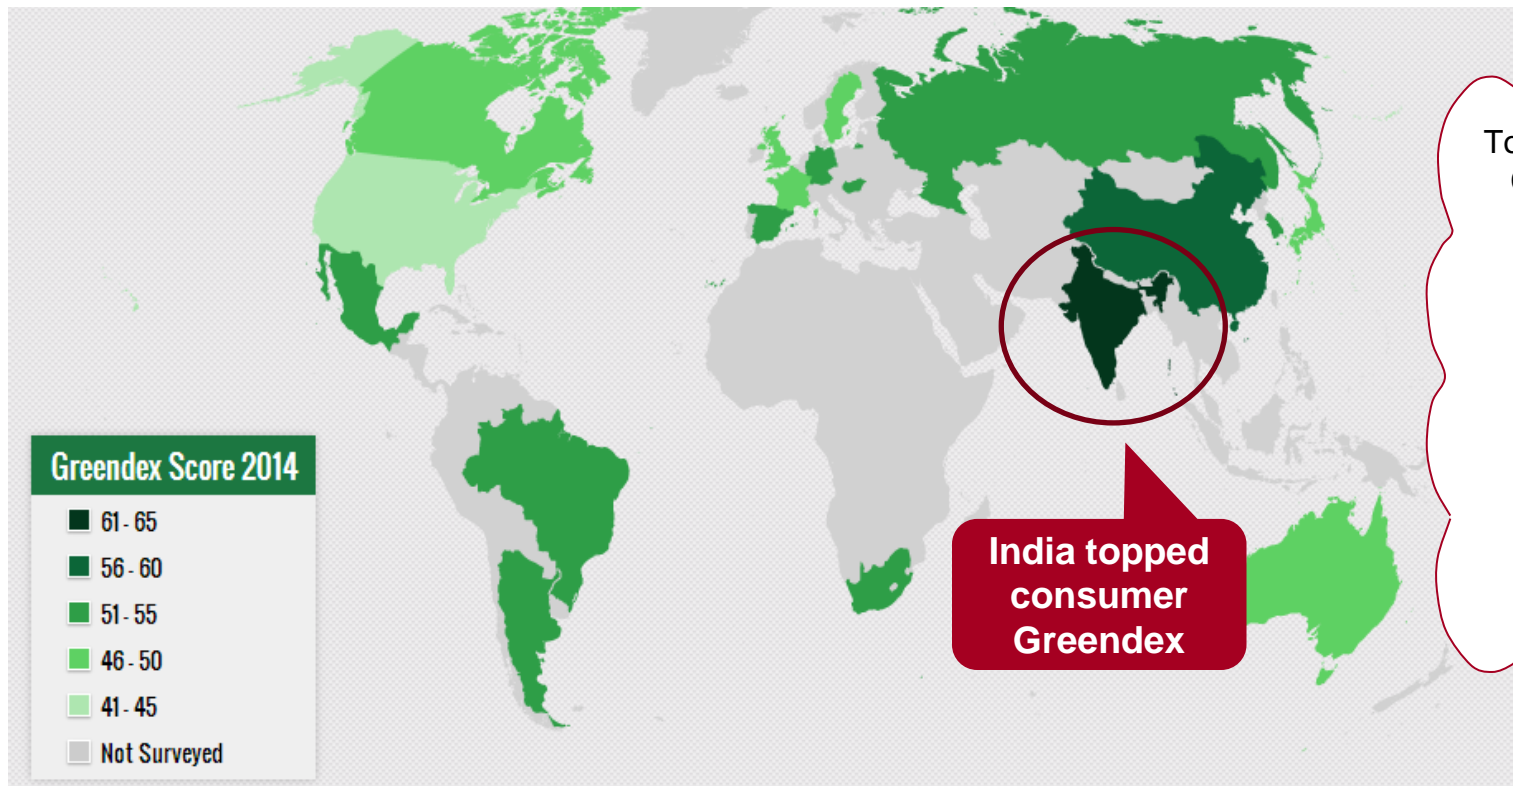 Greendex Score 2014
61 - 65
56 - 60
51 - 55
46 - 50
41 - 45
Not Surveyed
India topped
consumer
Greendex